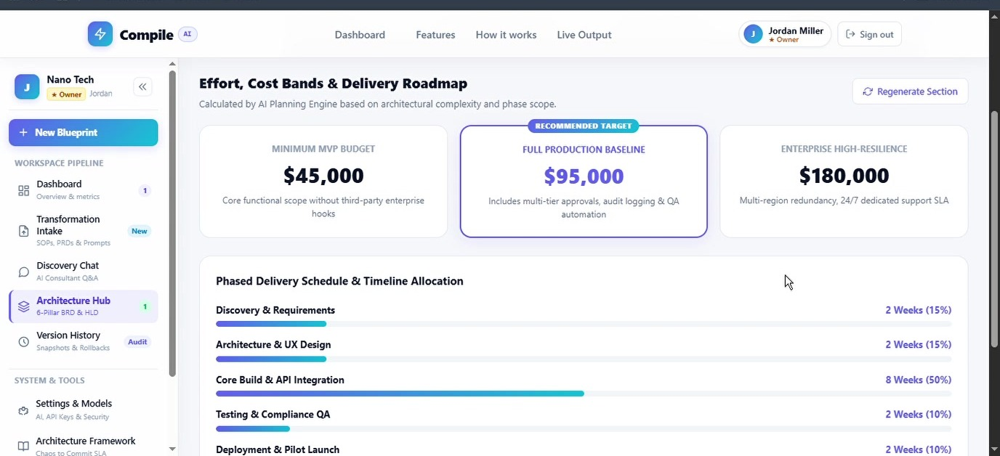 Compile AI
Dashboard
Features
How it works
Live Output
J
Jordan Miller
★ Owner
Sign out
J
Nano Tech
★ Owner Jordan
+ New Blueprint
WORKSPACE PIPELINE
Dashboard
Overview & metrics
1
Transformation
Intake
SOPs, PRDs & Prompts
New
Discovery Chat
AI Consultant Q&A
Architecture Hub
6-Pillar BRD & HLD
1
Version History
Snapshots & Rollbacks
Audit
SYSTEM & TOOLS
Settings & Models
AI, API Keys & Security
Architecture Framework
Chaos to Commit SLA
Effort, Cost Bands & Delivery Roadmap
Calculated by AI Planning Engine based on architectural complexity and phase scope.
Regenerate Section
MINIMUM MVP BUDGET
$45,000
Core functional scope without third-party enterprise
hooks
RECOMMENDED TARGET
FULL PRODUCTION BASELINE
$95,000
Includes multi-tier approvals, audit logging & QA
automation
ENTERPRISE HIGH-RESILIENCE
$180,000
Multi-region redundancy, 24/7 dedicated support SLA
Phased Delivery Schedule & Timeline Allocation
Discovery & Requirements
2 Weeks (15%)
Architecture & UX Design
2 Weeks (15%)
Core Build & API Integration
8 Weeks (50%)
Testing & Compliance QA
2 Weeks (10%)
Deployment & Pilot Launch
2 Weeks (10%)